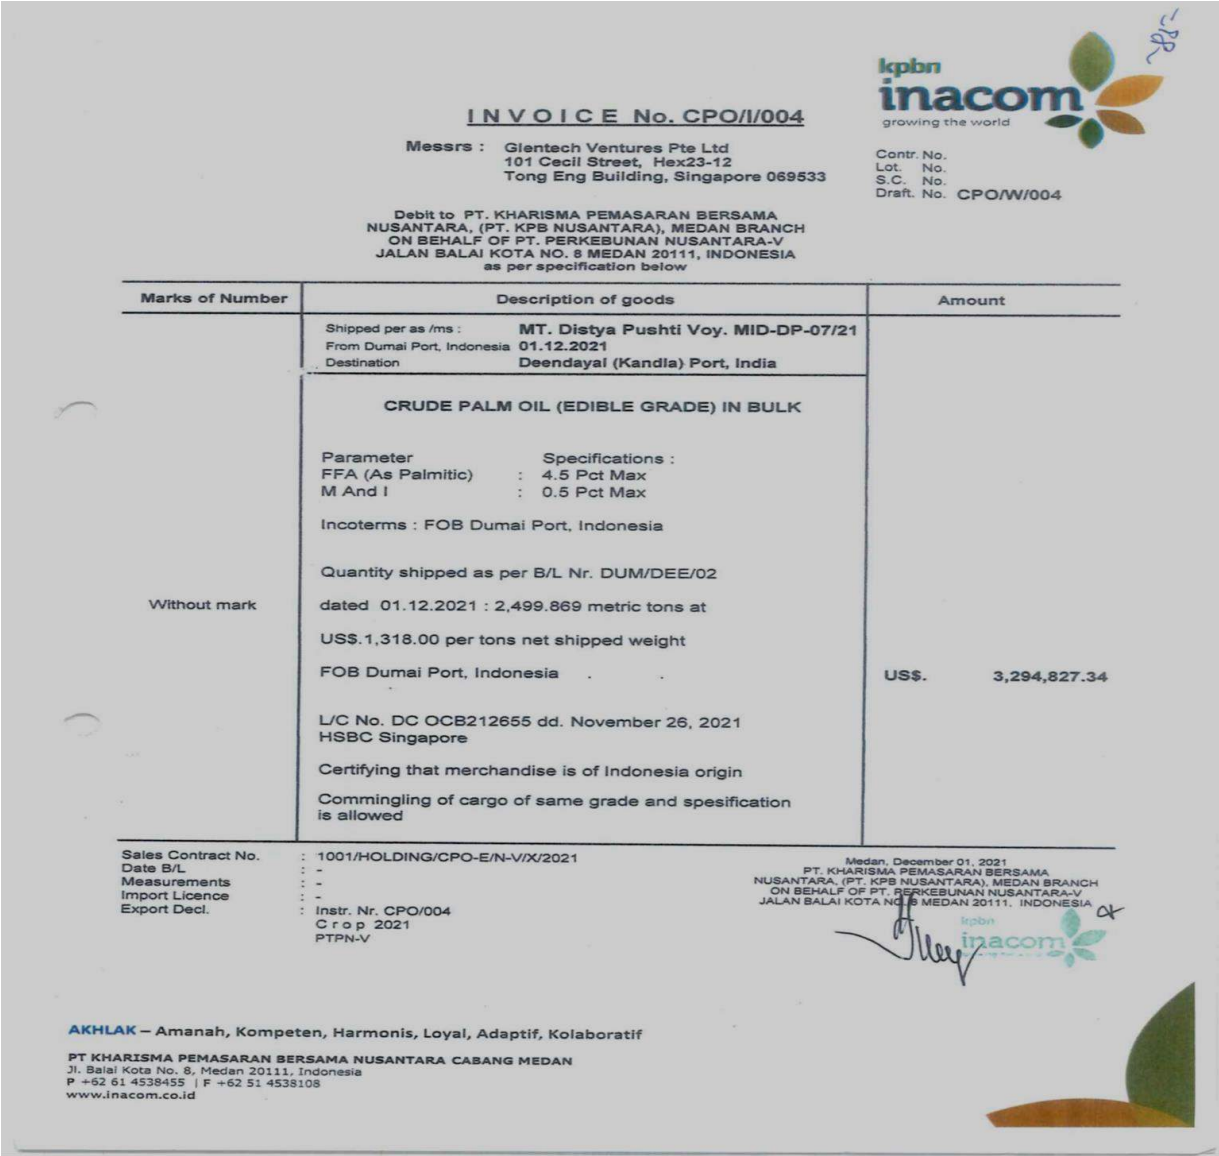 -98-
kpbn
inacom
growing the world
INVOICE No. CPO/I/004
Messrs : Glentech Ventures Pte Ltd
101 Cecil Street, Hex23-12
Tong Eng Building, Singapore 069533
Contr. No.
Lot. No.
S.C. No.
Draft. No. CPO/W/004
Debit to PT. KHARISMA PEMASARAN BERSAMA
NUSANTARA, (PT. KPB NUSANTARA), MEDAN BRANCH
ON BEHALF OF PT. PERKEBUNAN NUSANTARA-V
JALAN BALAI KOTA NO. 8 MEDAN 20111, INDONESIA
as per specification below
Marks of Number Description of goods Amount
Shipped per as /ms : MT. Distya Pushti Voy. MID-DP-07/21
From Dumai Port, Indonesia 01.12.2021
Destination Deendayal (Kandla) Port, India
CRUDE PALM OIL (EDIBLE GRADE) IN BULK
Parameter Specifications :
FFA (As Palmitic) : 4.5 Pct Max
M And I : 0.5 Pct Max
Incoterms : FOB Dumai Port, Indonesia
Quantity shipped as per B/L Nr. DUM/DEE/02
Without mark dated 01.12.2021 : 2,499.869 metric tons at
US$.1,318.00 per tons net shipped weight
FOB Dumai Port, Indonesia US$. 3,294,827.34
L/C No. DC OCB212655 dd. November 26, 2021
HSBC Singapore
Certifying that merchandise is of Indonesia origin
Commingling of cargo of same grade and spesification
is allowed
Sales Contract No. : 1001/HOLDING/CPO-E/N-V/X/2021
Date B/L : -
Measurements : -
Import Licence : -
Export Decl. : Instr. Nr. CPO/004
Crop 2021
PTPN-V
Medan, December 01, 2021
PT. KHARISMA PEMASARAN BERSAMA
NUSANTARA, (PT. KPB NUSANTARA), MEDAN BRANCH
ON BEHALF OF PT. PERKEBUNAN NUSANTARA-V
JALAN BALAI KOTA NO. 8 MEDAN 20111, INDONESIA
kpbn
inacom
AKHLAK – Amanah, Kompeten, Harmonis, Loyal, Adaptif, Kolaboratif
PT KHARISMA PEMASARAN BERSAMA NUSANTARA CABANG MEDAN
Jl. Balai Kota No. 8, Medan 20111, Indonesia
P +62 61 4538455 | F +62 51 4538108
www.inacom.co.id